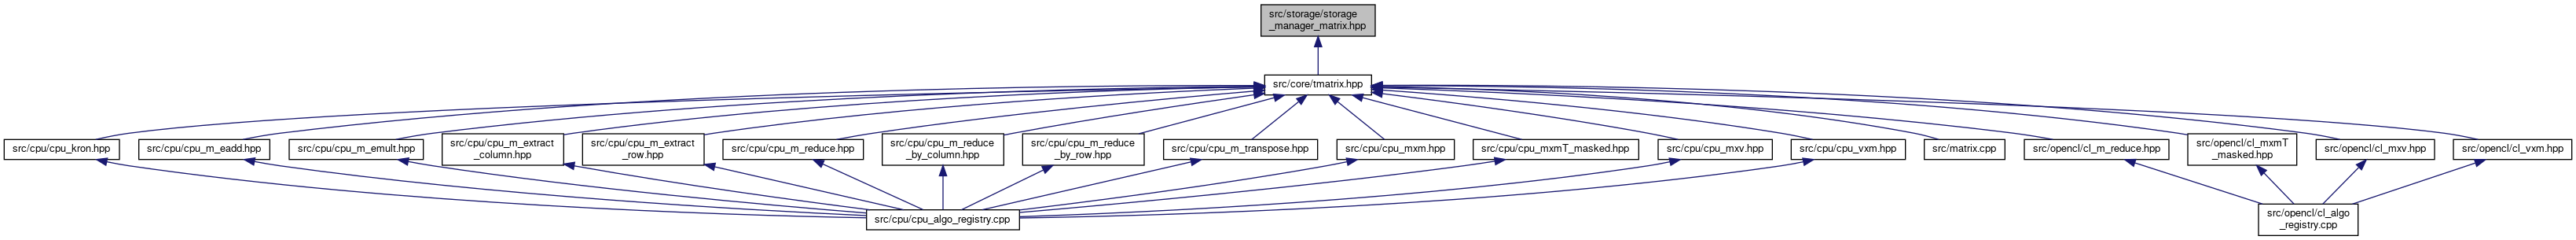 src/storage/storage
_manager_matrix.hpp
src/core/tmatrix.hpp
src/cpu/cpu_kron.hpp
src/cpu/cpu_m_eadd.hpp
src/cpu/cpu_m_emult.hpp
src/cpu/cpu_m_extract
_column.hpp
src/cpu/cpu_m_extract
_row.hpp
src/cpu/cpu_m_reduce.hpp
src/cpu/cpu_m_reduce
_by_column.hpp
src/cpu/cpu_m_reduce
_by_row.hpp
src/cpu/cpu_m_transpose.hpp
src/cpu/cpu_mxm.hpp
src/cpu/cpu_mxmT_masked.hpp
src/cpu/cpu_mxv.hpp
src/cpu/cpu_vxm.hpp
src/matrix.cpp
src/opencl/cl_m_reduce.hpp
src/opencl/cl_mxmT
_masked.hpp
src/opencl/cl_mxv.hpp
src/opencl/cl_vxm.hpp
src/cpu/cpu_algo_registry.cpp
src/opencl/cl_algo
_registry.cpp